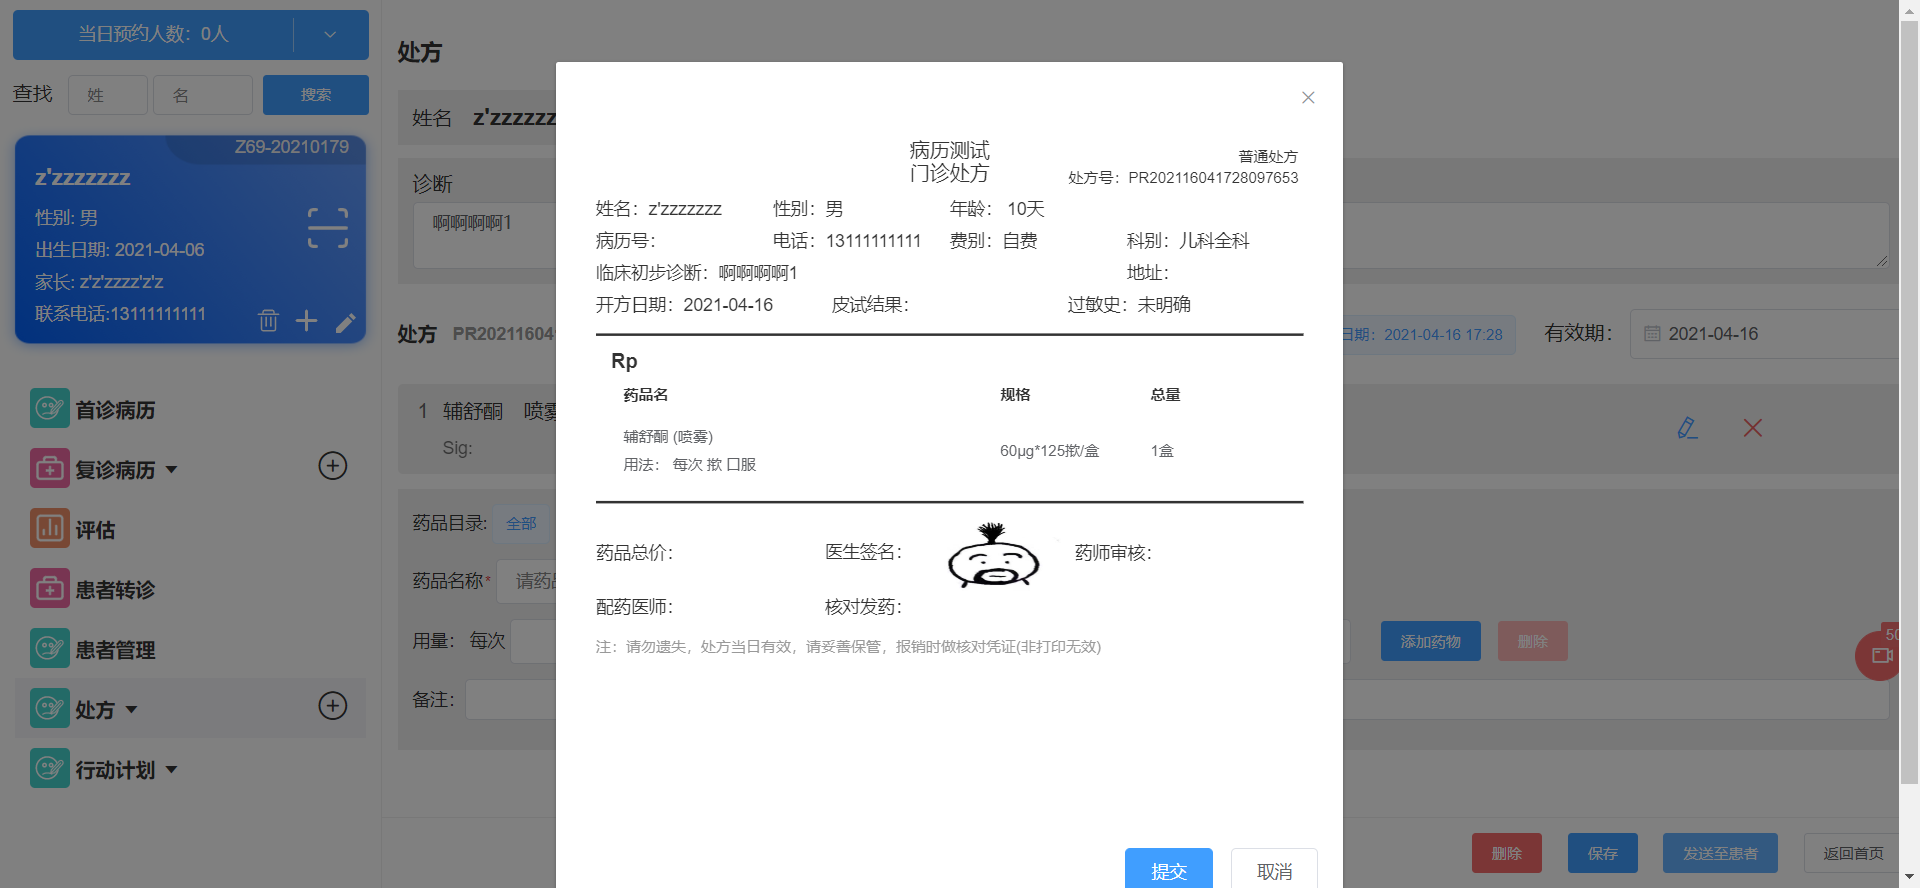 当日预约人数：0人
查找 姓 名 搜索
Z69-20210179
z'zzzzzzz
性别: 男
出生日期: 2021-04-06
家长: z'z'zzzz'z'z
联系电话:13111111111
首诊病历
复诊病历
评估
患者转诊
患者管理
处方
行动计划
处方
姓名 z'zzzzzz
诊断
啊啊啊啊1
处方 PR20211604
日期：2021-04-16 17:28 有效期： 2021-04-16
1 辅舒酮 喷雾
Sig:
药品目录: 全部
药品名称* 请药品
用量： 每次
添加药物 删除
备注：
50
删除 保存 发送至患者 返回首页
病历测试
门诊处方
普通处方
处方号：PR202116041728097653
姓名：z'zzzzzzz 性别：男 年龄： 10天
病历号： 电话：13111111111 费别：自费 科别：儿科全科
临床初步诊断：啊啊啊啊1 地址：
开方日期：2021-04-16 皮试结果： 过敏史：未明确
Rp
药品名 规格 总量
辅舒酮 (喷雾)
用法： 每次 揿 口服
60μg*125揿/盒 1盒
药品总价： 医生签名： 药师审核：
配药医师： 核对发药：
注：请勿遗失，处方当日有效，请妥善保管，报销时做核对凭证(非打印无效)
提交 取消